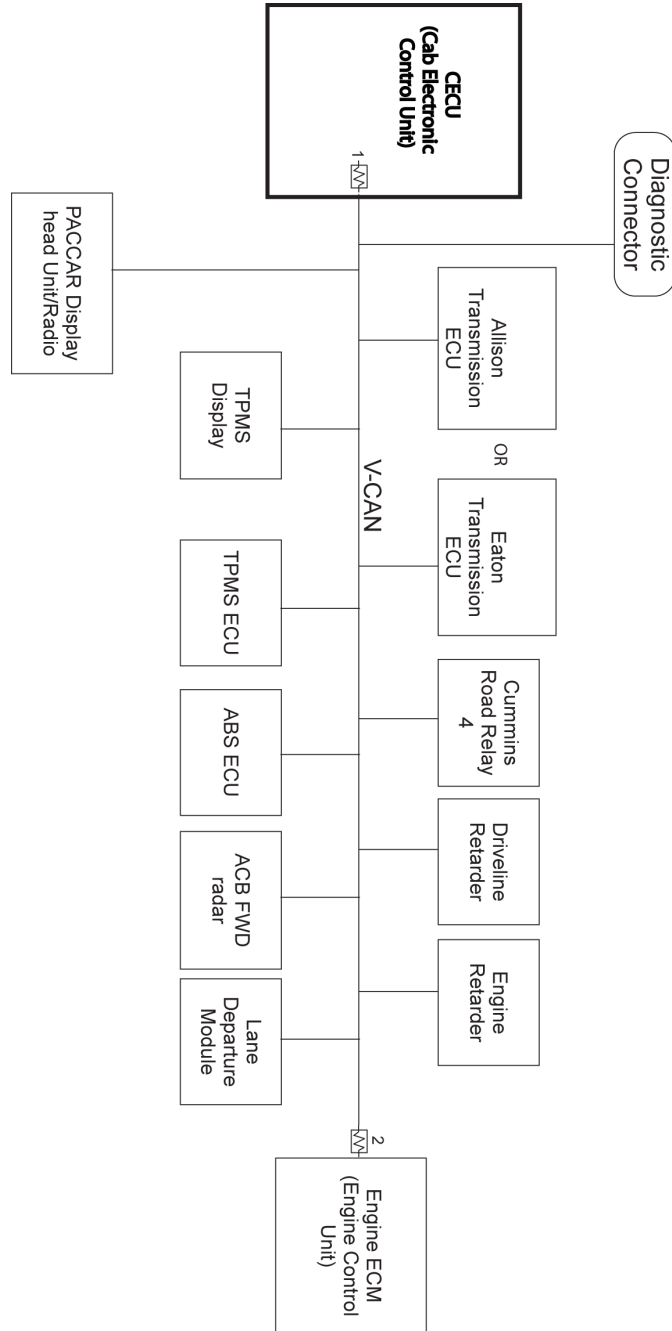 CECU
(Cab Electronic
Control Unit)
1
Diagnostic
Connector
PACCAR Display
head Unit/Radio
Allison
Transmission
ECU
OR
Eaton
Transmission
ECU
TPMS
Display
V-CAN
TPMS ECU
Cummins
Road Relay
4
ABS ECU
Driveline
Retarder
ACB FWD
radar
Engine
Retarder
Lane
Departure
Module
2
Engine ECM
(Engine Control
Unit)